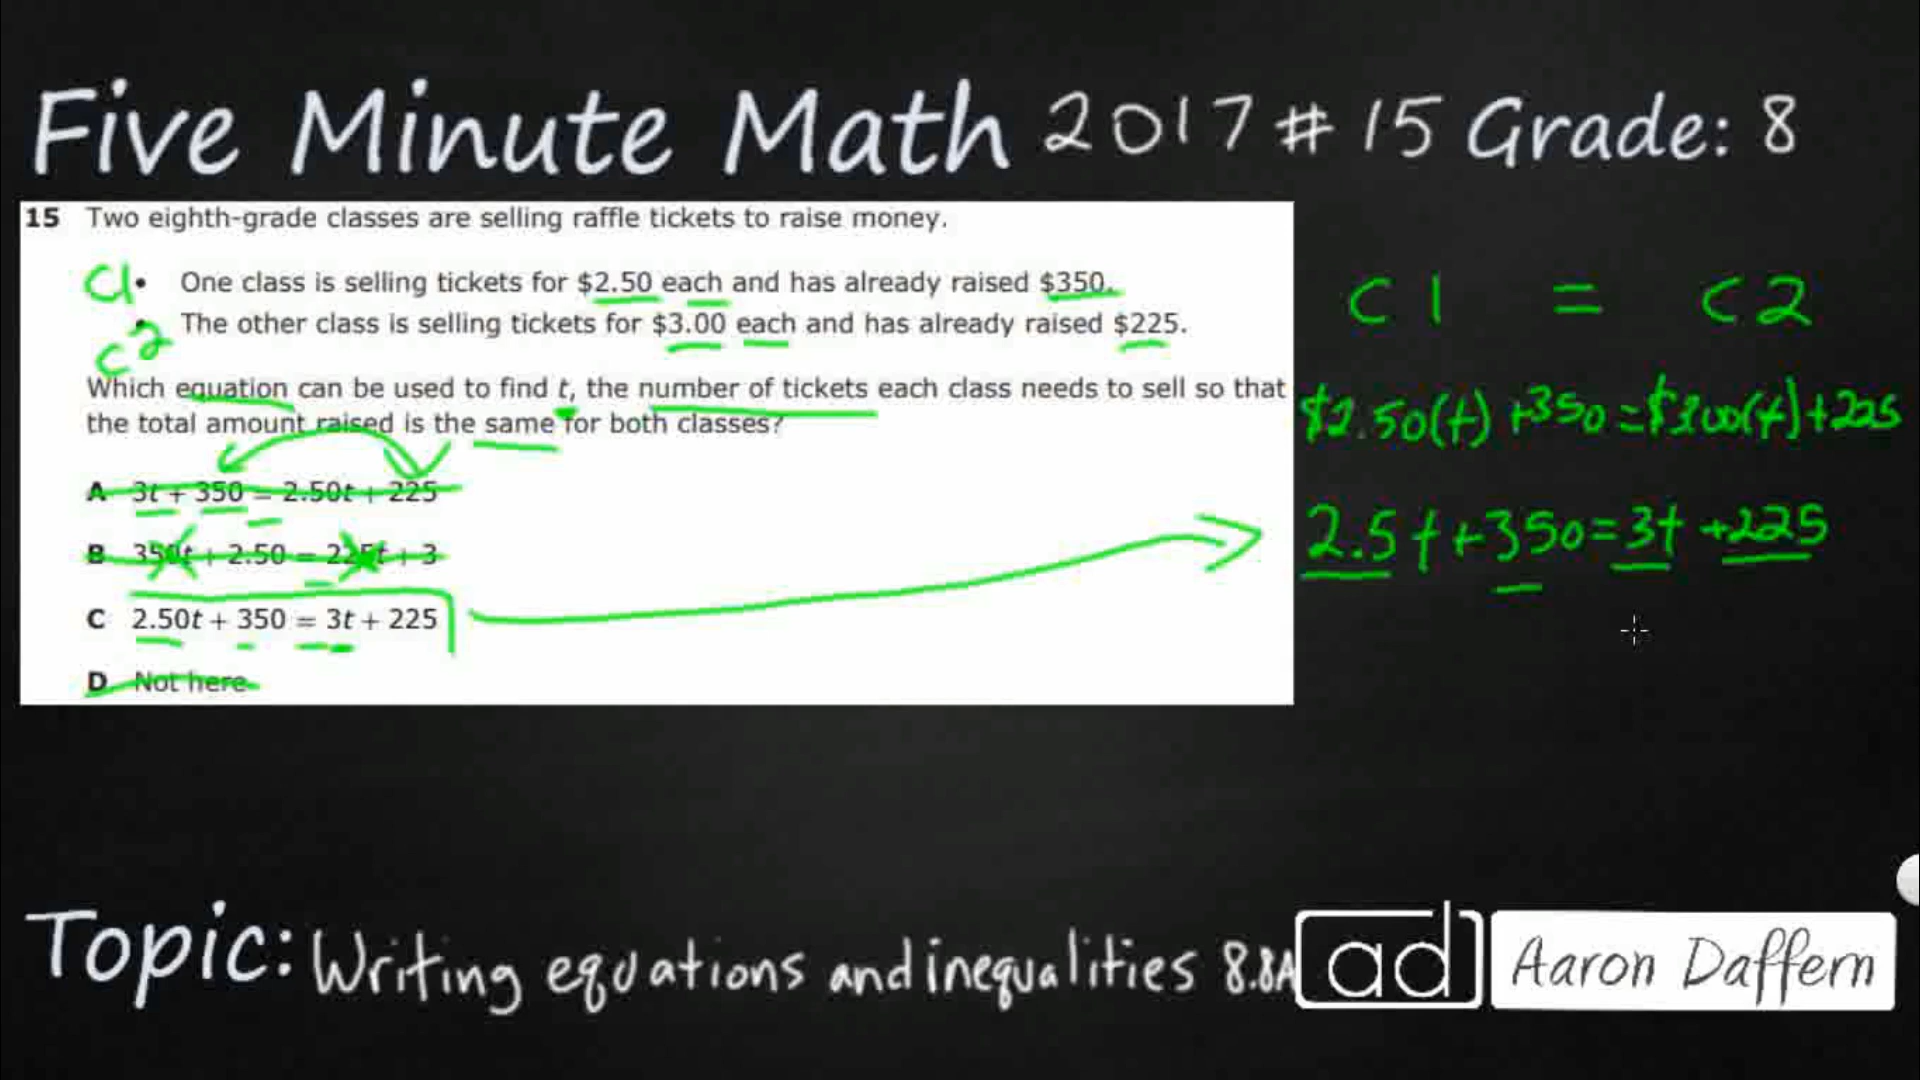 Five Minute Math 2017 # 15 Grade: 8
15 Two eighth-grade classes are selling raffle tickets to raise money.
C1 • One class is selling tickets for $2.50 each and has already raised $350.
C2 • The other class is selling tickets for $3.00 each and has already raised $225.
Which equation can be used to find t, the number of tickets each class needs to sell so that
the total amount raised is the same for both classes?
A 3t + 350 = 2.50t + 225
B 350t + 2.50 = 225t + 3
C 2.50t + 350 = 3t + 225
D Not here
C1 = C2
$2.50(t) +350=$3.00(t)+225
2.5t+350=3t +225
Topic: Writing equations and inequalities 8.8A
ad Aaron Daffern